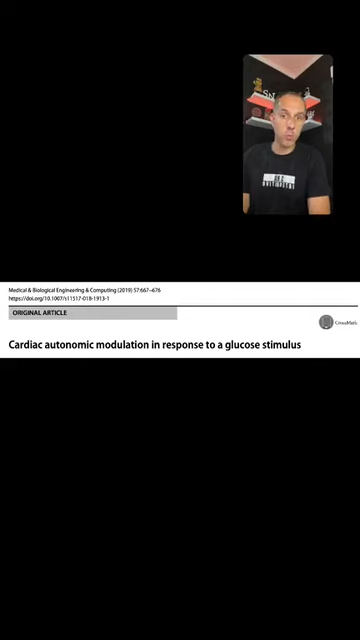 Medical & Biological Engineering & Computing (2019) 57:667–676
https://doi.org/10.1007/s11517-018-1913-1
ORIGINAL ARTICLE
CrossMark
Cardiac autonomic modulation in response to a glucose stimulus